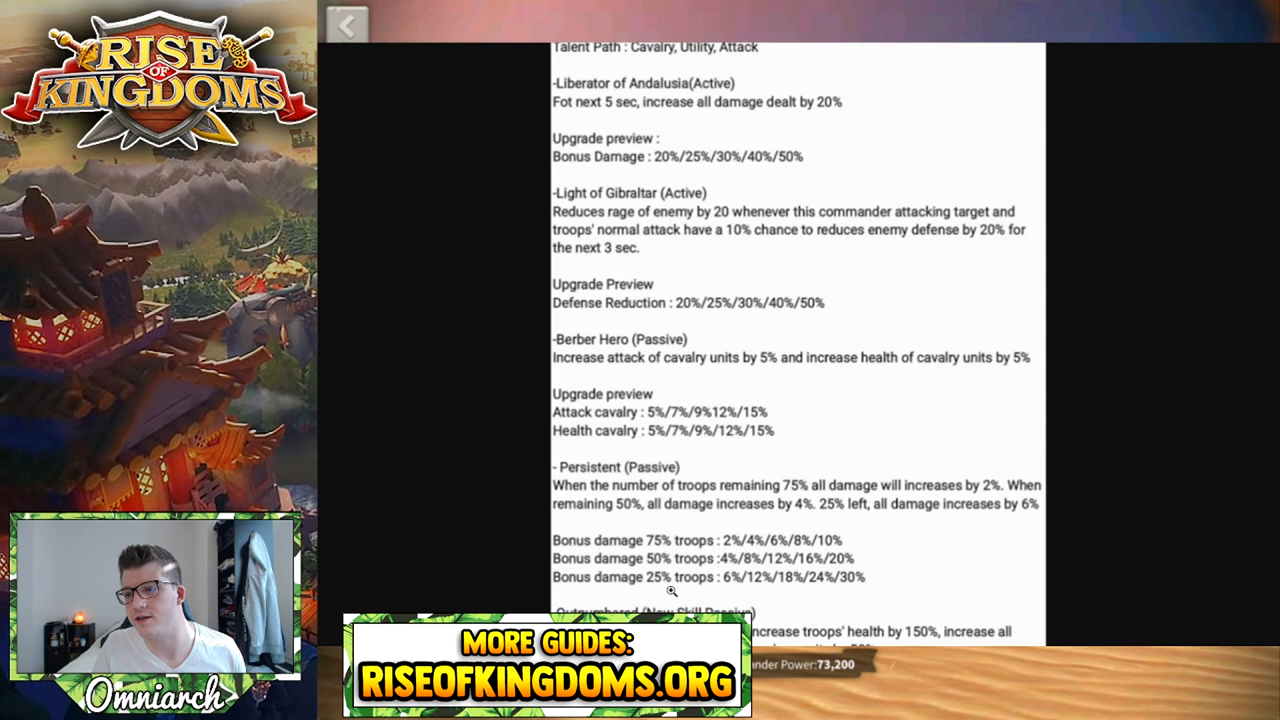 RISE
OF
KINGDOMS
Talent Path : Cavalry, Utility, Attack
-Liberator of Andalusia(Active)
Fot next 5 sec, increase all damage dealt by 20%
Upgrade preview :
Bonus Damage : 20%/25%/30%/40%/50%
-Light of Gibraltar (Active)
Reduces rage of enemy by 20 whenever this commander attacking target and
troops' normal attack have a 10% chance to reduces enemy defense by 20% for
the next 3 sec.
Upgrade Preview
Defense Reduction : 20%/25%/30%/40%/50%
-Berber Hero (Passive)
Increase attack of cavalry units by 5% and increase health of cavalry units by 5%
Upgrade preview
Attack cavalry : 5%/7%/9%12%/15%
Health cavalry : 5%/7%/9%/12%/15%
- Persistent (Passive)
When the number of troops remaining 75% all damage will increases by 2%. When
remaining 50%, all damage increases by 4%. 25% left, all damage increases by 6%
Bonus damage 75% troops : 2%/4%/6%/8%/10%
Bonus damage 50% troops :4%/8%/12%/16%/20%
Bonus damage 25% troops : 6%/12%/18%/24%/30%
-Outnumbered (New Skill Passive)
ncrease troops' health by 150%, increase all
nder Power:73,200
MORE GUIDES:
RISEOFKINGDOMS.ORG
Omniarch